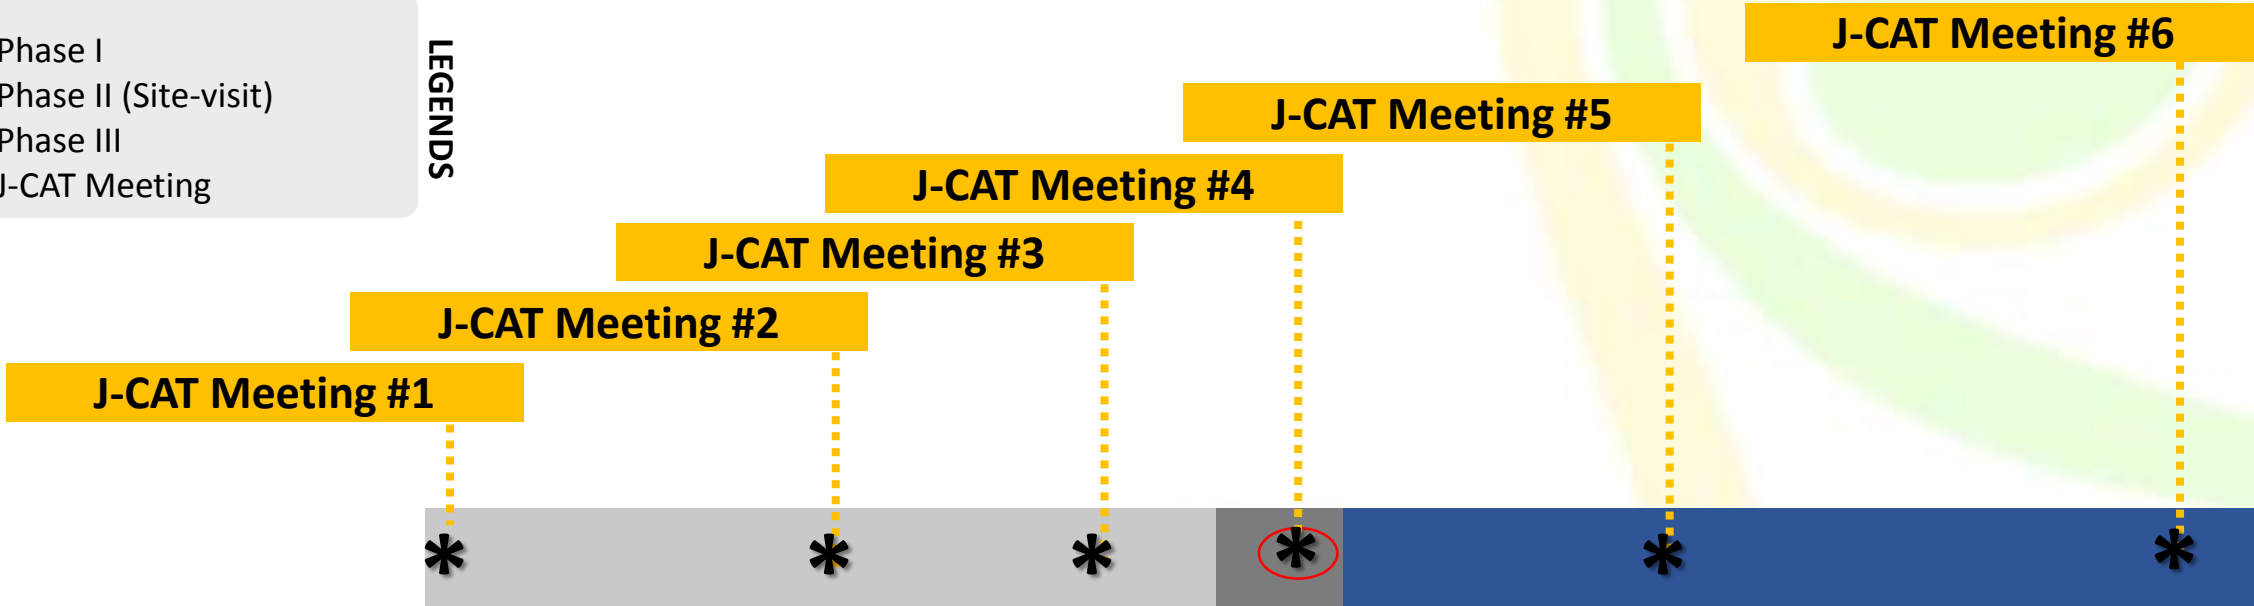 Phase I
Phase II (Site-visit)
Phase III
J-CAT Meeting
LEGENDS
J-CAT Meeting #6
J-CAT Meeting #5
J-CAT Meeting #4
J-CAT Meeting #3
J-CAT Meeting #2
J-CAT Meeting #1
*
*
*
*
*
*